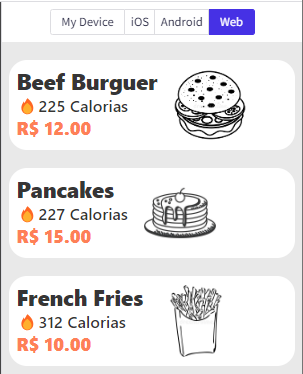 My Device iOS Android Web
Beef Burguer
🔥 225 Calorias
R$ 12.00
Pancakes
🔥 227 Calorias
R$ 15.00
French Fries
🔥 312 Calorias
R$ 10.00